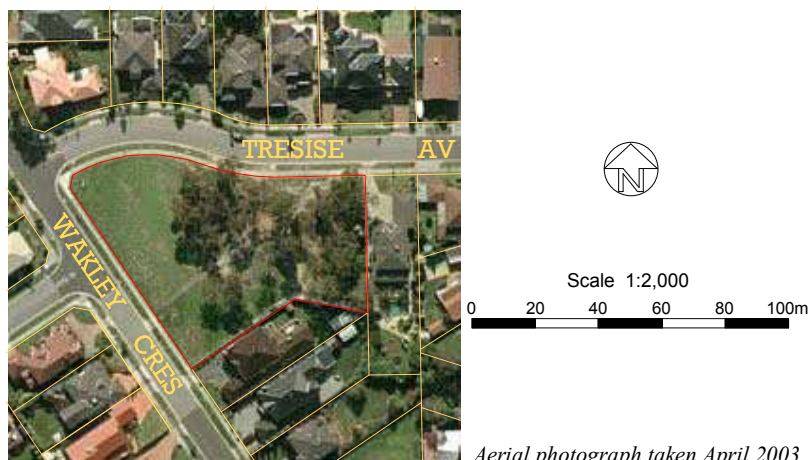 TRESISE AV
WAKLEY CRES
N
Scale 1:2,000
0 20 40 60 80 100m
Aerial photograph taken April 2003